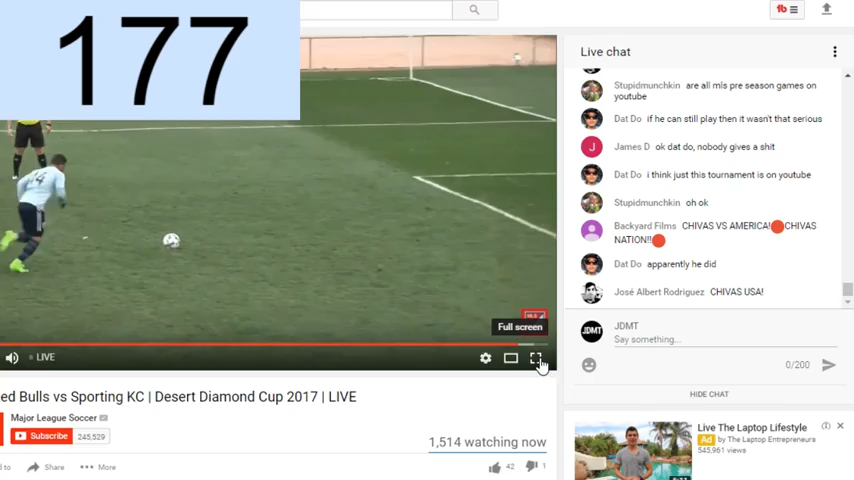 177
Live chat
Stupidmunchkin are all mls pre season games on
youtube
Dat Do if he can still play then it wasn't that serious
James D ok dat do, nobody gives a shit
Dat Do i think just this tournament is on youtube
Stupidmunchkin oh ok
Backyard Films CHIVAS VS AMERICA! CHIVAS
NATION!!
Dat Do apparently he did
José Albert Rodriguez CHIVAS USA!
JDMT
JDMT
Say something...
0/200
HIDE CHAT
14
Full screen
LIVE
ed Bulls vs Sporting KC | Desert Diamond Cup 2017 | LIVE
Major League Soccer
Subscribe 245,529
1,514 watching now
d to Share More
42 1
Live The Laptop Lifestyle
Ad by The Laptop Entrepreneurs
545,961 views